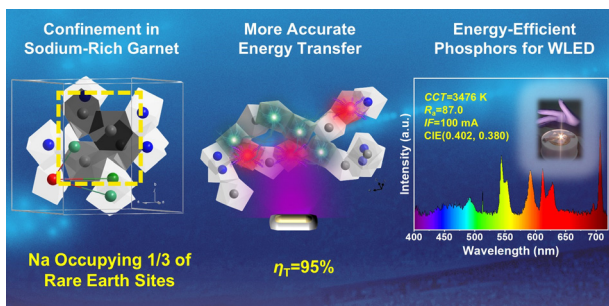 Confinement in
Sodium-Rich Garnet
More Accurate
Energy Transfer
Energy-Efficient
Phosphors for WLED
CCT=3476 K
Ra=87.0
IF=100 mA
CIE(0.402, 0.380)
Intensity (a.u.)
400 450 500 550 600 650 700
Wavelength (nm)
Na Occupying 1/3 of
Rare Earth Sites
ηT=95%